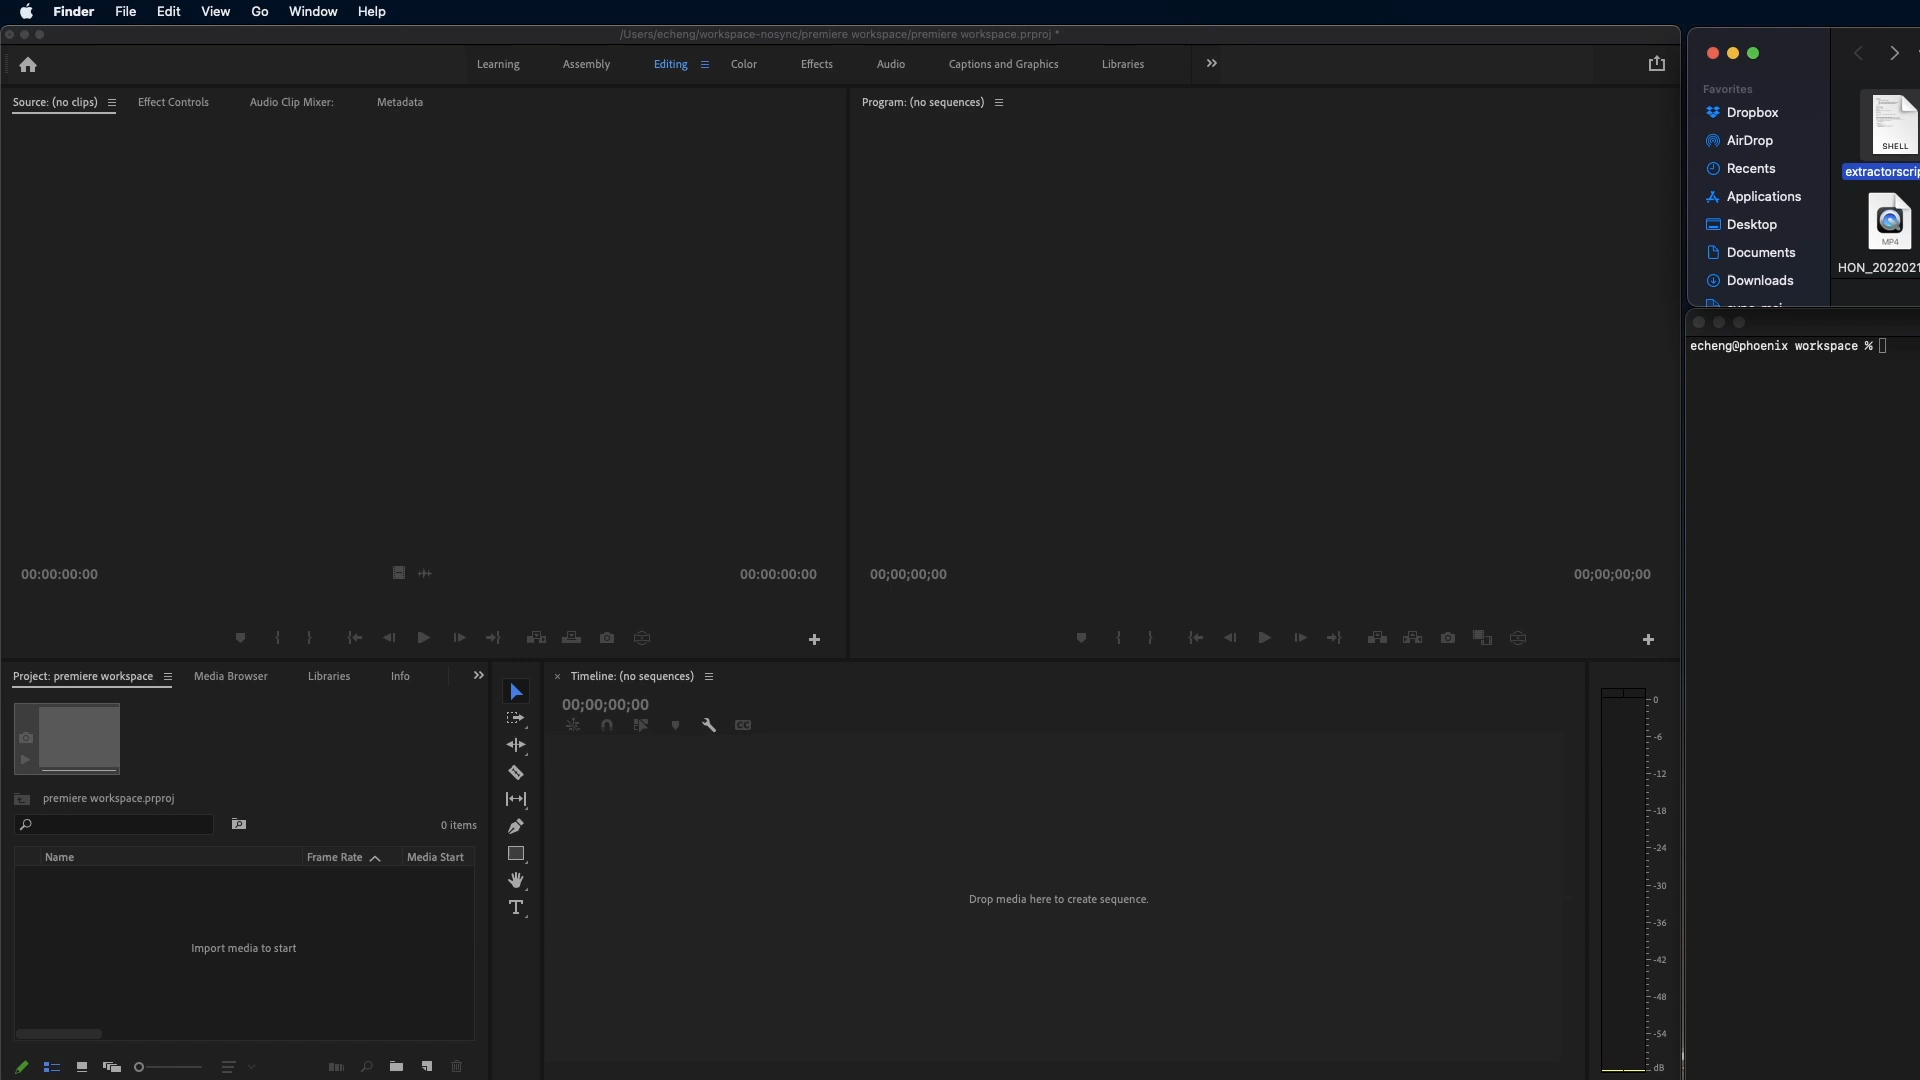 Finder File Edit View Go Window Help
/Users/echeng/workspace-nosync/premiere workspace/premiere workspace.prproj *
Learning Assembly Editing Color Effects Audio Captions and Graphics Libraries
Source: (no clips) Effect Controls Audio Clip Mixer: Metadata
Program: (no sequences)
00:00:00:00 00:00:00:00
00;00;00;00 00;00;00;00
Project: premiere workspace Media Browser Libraries Info
premiere workspace.prproj
0 items
Name Frame Rate Media Start
Import media to start
Timeline: (no sequences)
00;00;00;00
CC
Drop media here to create sequence.
0
-6
-12
-18
-24
-30
-36
-42
-48
-54
dB
Favorites
Dropbox
AirDrop
Recents
Applications
Desktop
Documents
Downloads
SHELL
extractorscrip
MP4
HON_2022021
echeng@phoenix workspace %